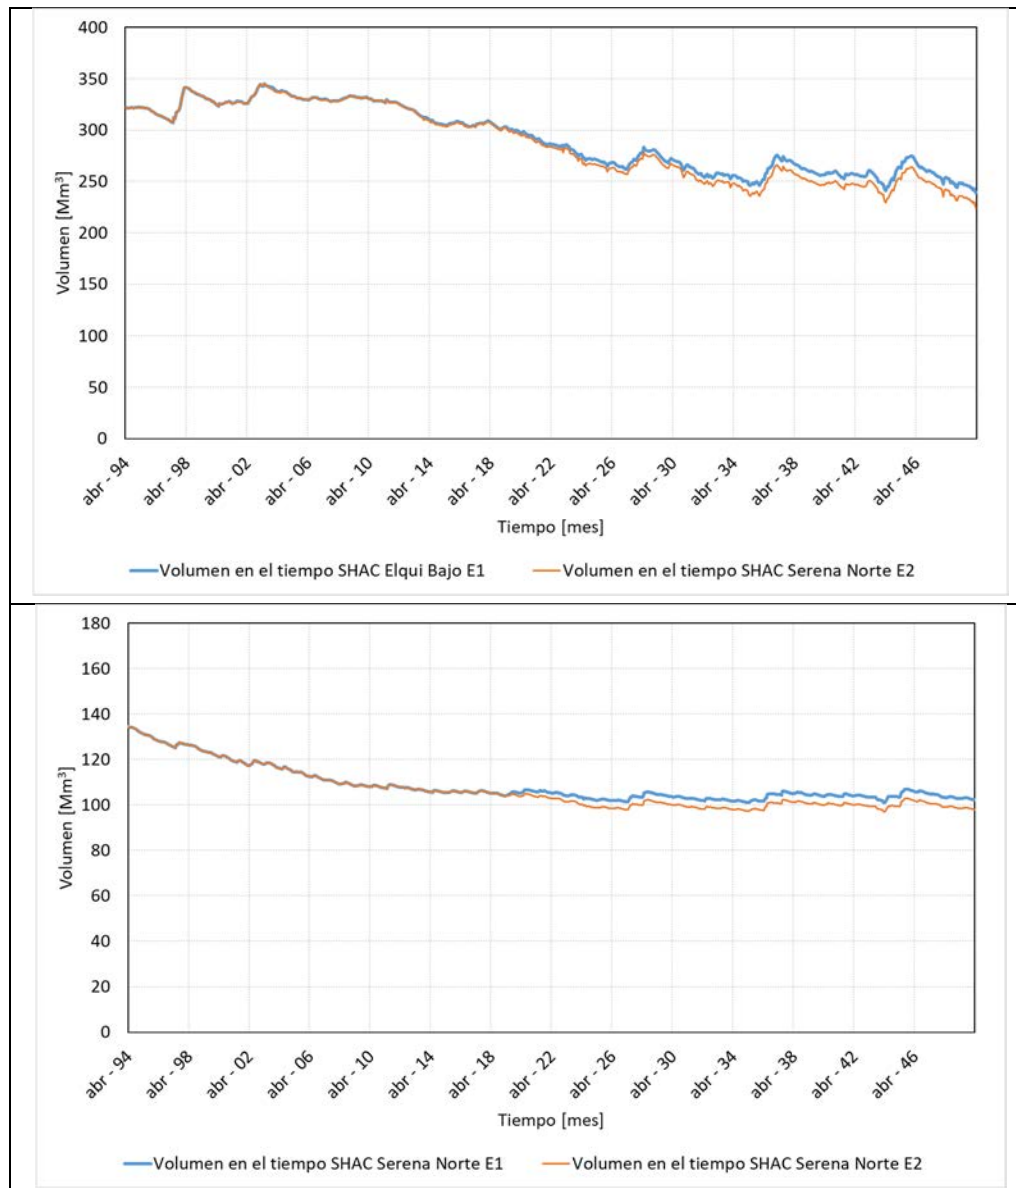 400
350
300
250
200
150
100
50
0
Volumen [Mm³]
abr - 94
abr - 98
abr - 02
abr - 06
abr - 10
abr - 14
abr - 18
abr - 22
abr - 26
abr - 30
abr - 34
abr - 38
abr - 42
abr - 46
Tiempo [mes]
Volumen en el tiempo SHAC Elqui Bajo E1
Volumen en el tiempo SHAC Serena Norte E2
180
160
140
120
100
80
60
40
20
0
Volumen [Mm³]
abr - 94
abr - 98
abr - 02
abr - 06
abr - 10
abr - 14
abr - 18
abr - 22
abr - 26
abr - 30
abr - 34
abr - 38
abr - 42
abr - 46
Tiempo [mes]
Volumen en el tiempo SHAC Serena Norte E1
Volumen en el tiempo SHAC Serena Norte E2